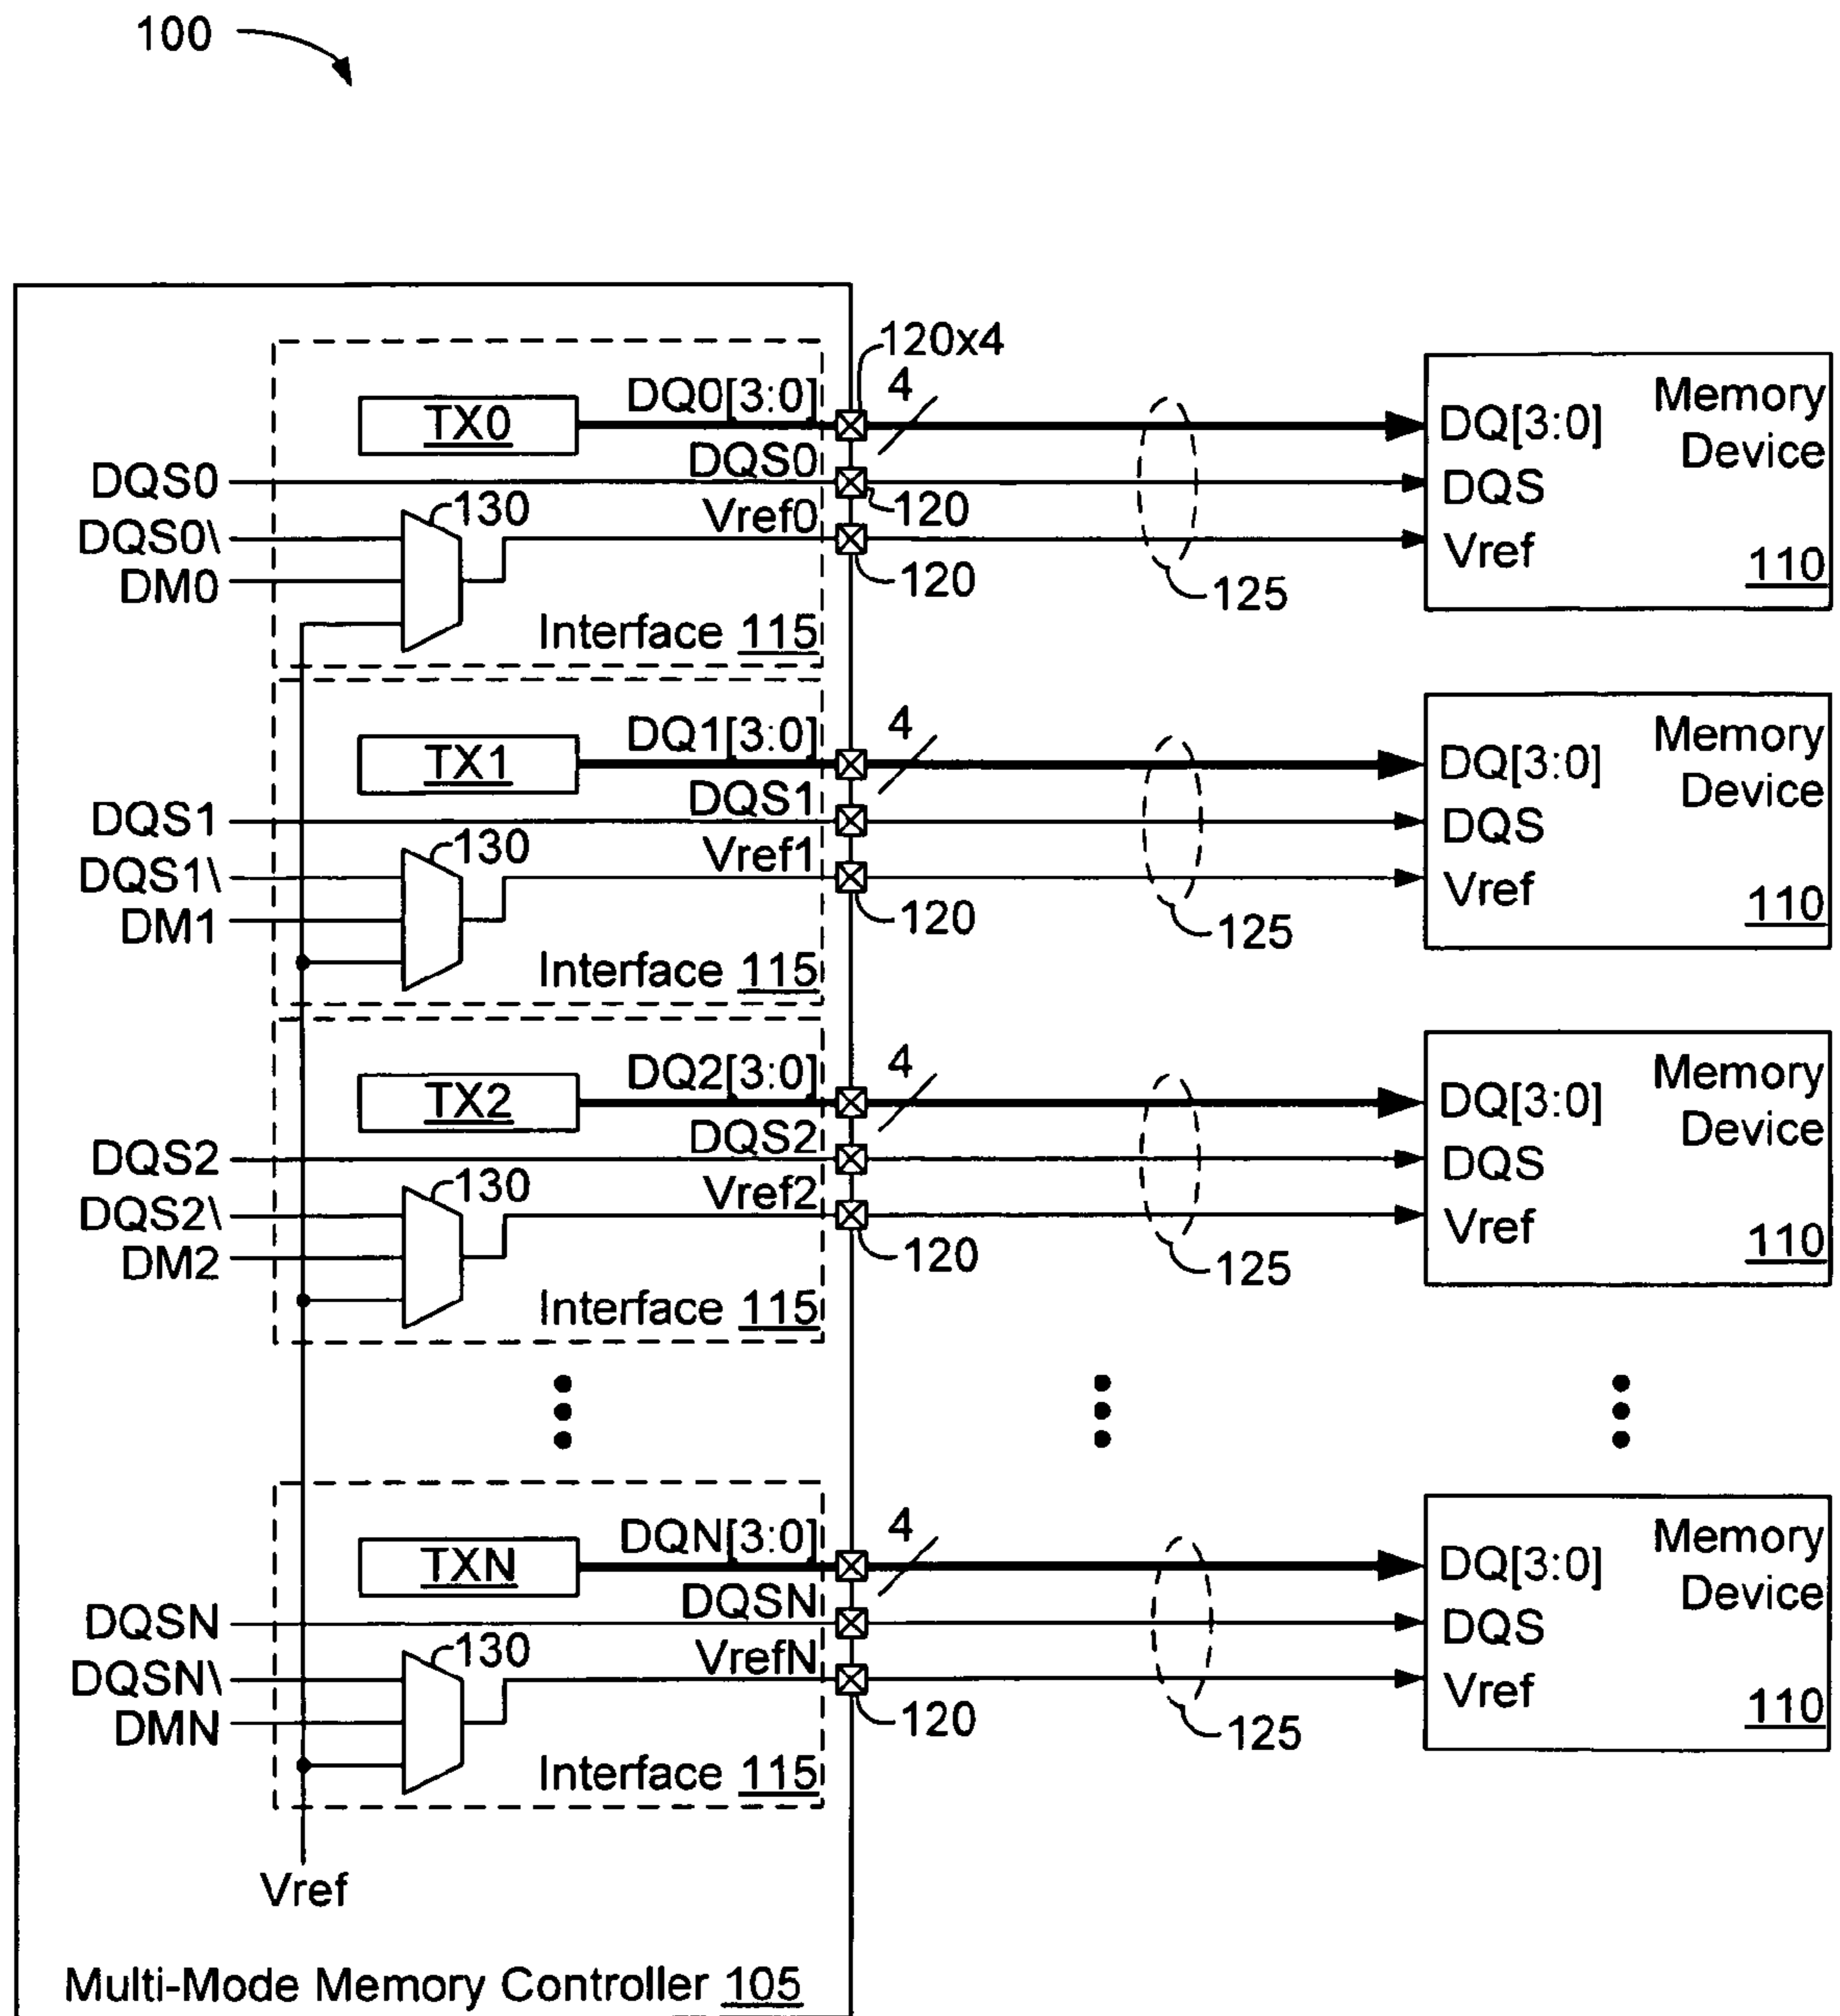 100
120x4
DQ0[3:0]
4
TX0
DQ[3:0]
Memory
Device
DQS0
DQS0
DQS
130
120
DQS0\
Vref0
Vref
DM0
120
125
110
Interface 115
DQ1[3:0]
4
TX1
DQ[3:0]
Memory
Device
DQS1
DQS1
DQS
130
DQS1\
Vref1
Vref
DM1
120
125
110
Interface 115
DQ2[3:0]
4
TX2
DQ[3:0]
Memory
Device
DQS2
DQS2
DQS
130
DQS2\
Vref2
Vref
DM2
120
125
110
Interface 115
DQN[3:0]
4
TXN
DQ[3:0]
Memory
Device
DQSN
DQSN
DQS
130
DQSN\
VrefN
Vref
DMN
120
125
110
Interface 115
Vref
Multi-Mode Memory Controller 105